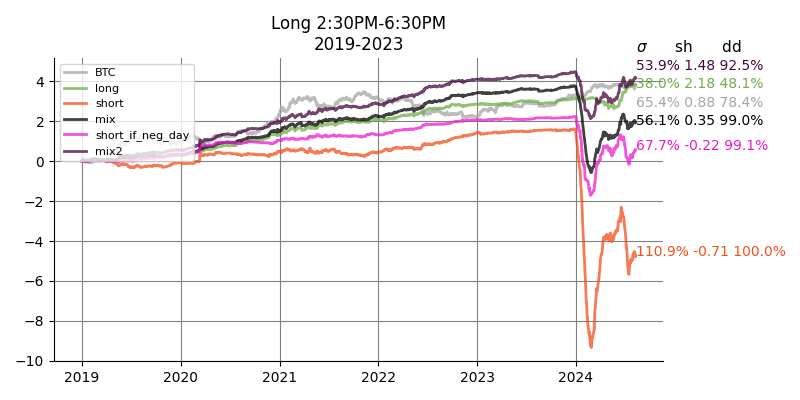 Long 2:30PM-6:30PM
2019-2023
σ sh dd
53.9% 1.48 92.5%
38.0% 2.18 48.1%
65.4% 0.88 78.4%
56.1% 0.35 99.0%
67.7% -0.22 99.1%
110.9% -0.71 100.0%
BTC
long
short
mix
short_if_neg_day
mix2
4
2
0
−2
−4
−6
−8
−10
2019 2020 2021 2022 2023 2024